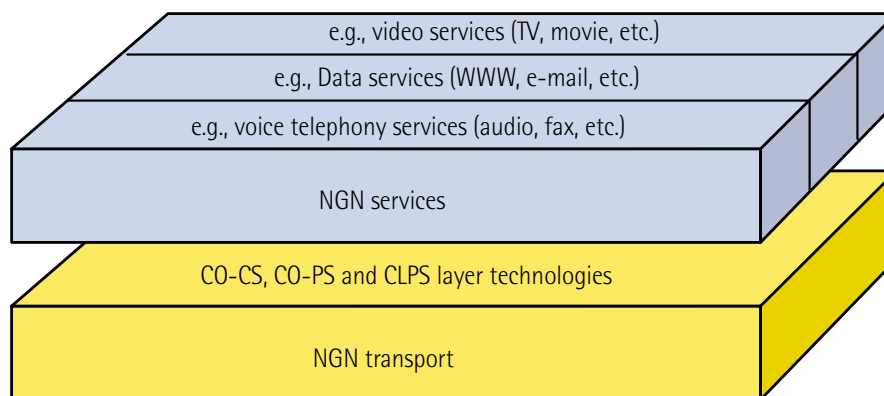 e.g., video services (TV, movie, etc.)
e.g., Data services (WWW, e-mail, etc.)
e.g., voice telephony services (audio, fax, etc.)
NGN services
CO-CS, CO-PS and CLPS layer technologies
NGN transport